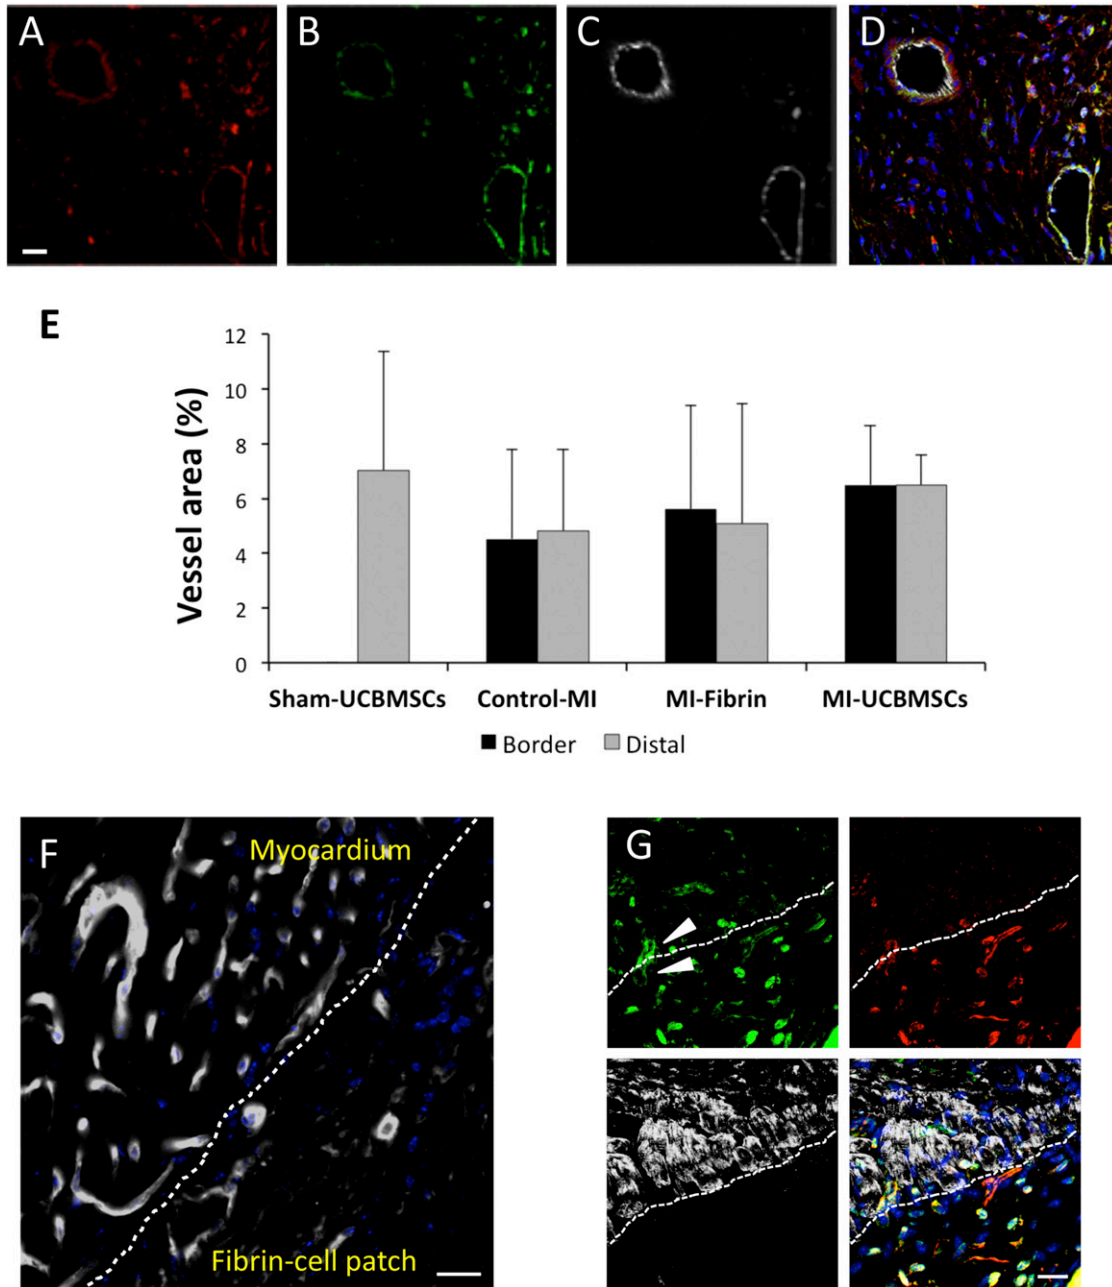 A B C D
E
Vessel area (%)
12
10
8
6
4
2
0
Sham-UCBMSCs Control-MI MI-Fibrin MI-UCBMSCs
Border Distal
F G
Myocardium
Fibrin-cell patch